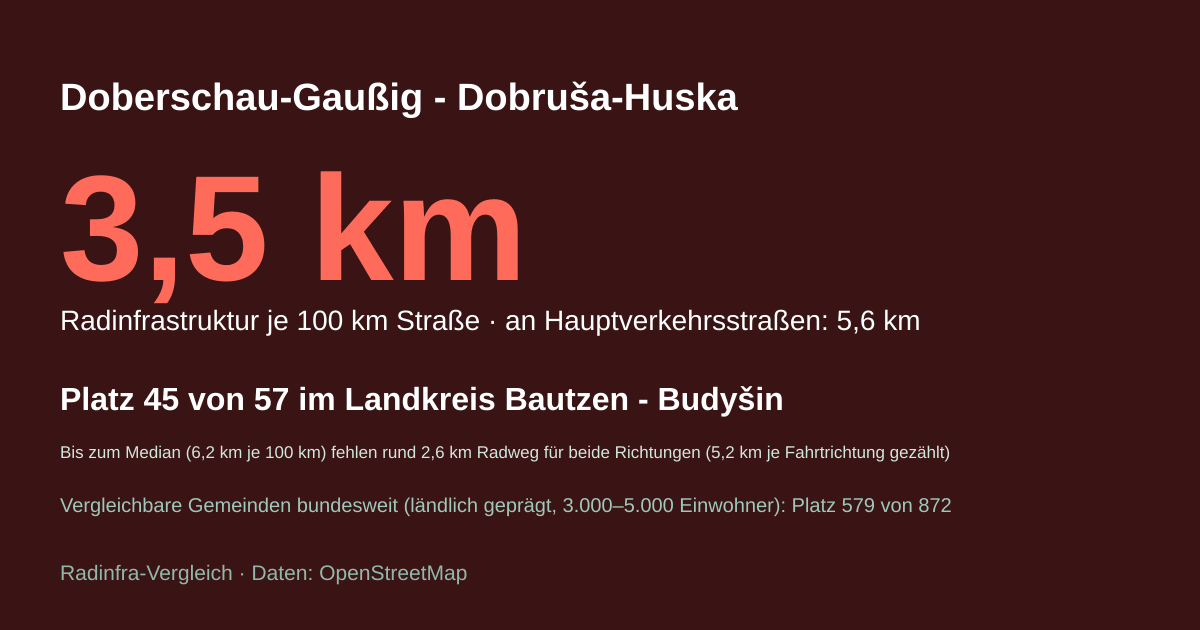 Doberschau-Gaußig - Dobruša-Huska
3,5 km
Radinfrastruktur je 100 km Straße · an Hauptverkehrsstraßen: 5,6 km
Platz 45 von 57 im Landkreis Bautzen - Budyšin
Bis zum Median (6,2 km je 100 km) fehlen rund 2,6 km Radweg für beide Richtungen (5,2 km je Fahrtrichtung gezählt)
Vergleichbare Gemeinden bundesweit (ländlich geprägt, 3.000–5.000 Einwohner): Platz 579 von 872
Radinfra-Vergleich · Daten: OpenStreetMap